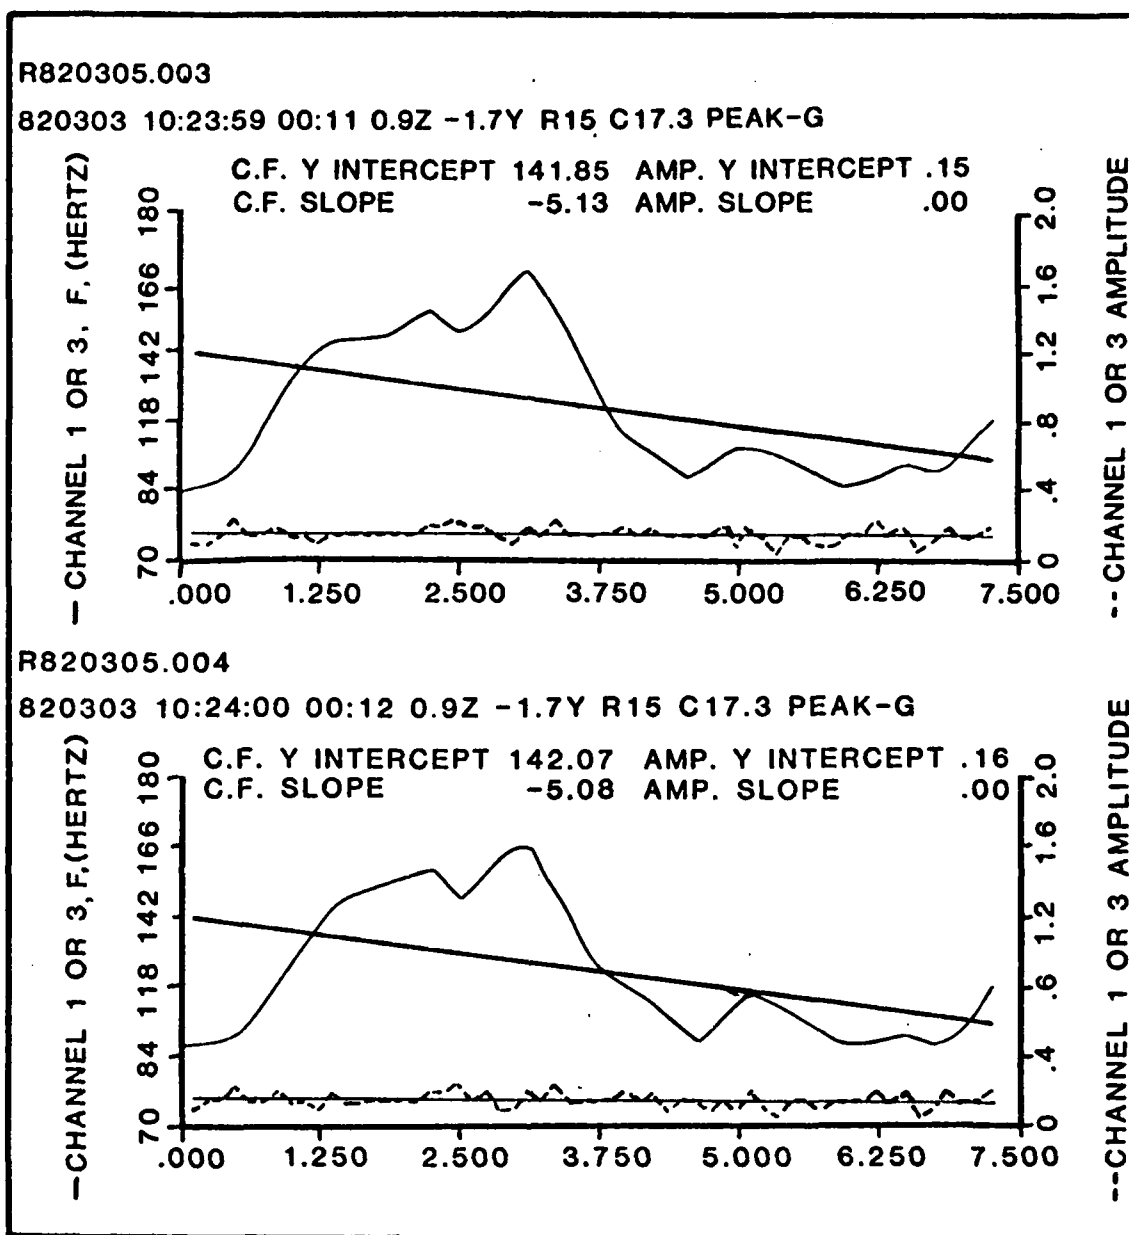 R820305.003
820303 10:23:59 00:11 0.9Z -1.7Y R15 C17.3 PEAK-G
C.F. Y INTERCEPT 141.85 AMP. Y INTERCEPT .15
C.F. SLOPE -5.13 AMP. SLOPE .00
— CHANNEL 1 OR 3, F, (HERTZ)
180
166
142
118
84
70
2.0
1.6
1.2
.8
.4
0
-- CHANNEL 1 OR 3 AMPLITUDE
.000 1.250 2.500 3.750 5.000 6.250 7.500
R820305.004
820303 10:24:00 00:12 0.9Z -1.7Y R15 C17.3 PEAK-G
C.F. Y INTERCEPT 142.07 AMP. Y INTERCEPT .16
C.F. SLOPE -5.08 AMP. SLOPE .00
—CHANNEL 1 OR 3, F,(HERTZ)
180
166
142
118
84
70
2.0
1.6
1.2
.6
.4
0
--CHANNEL 1 OR 3 AMPLITUDE
.000 1.250 2.500 3.750 5.000 6.250 7.500